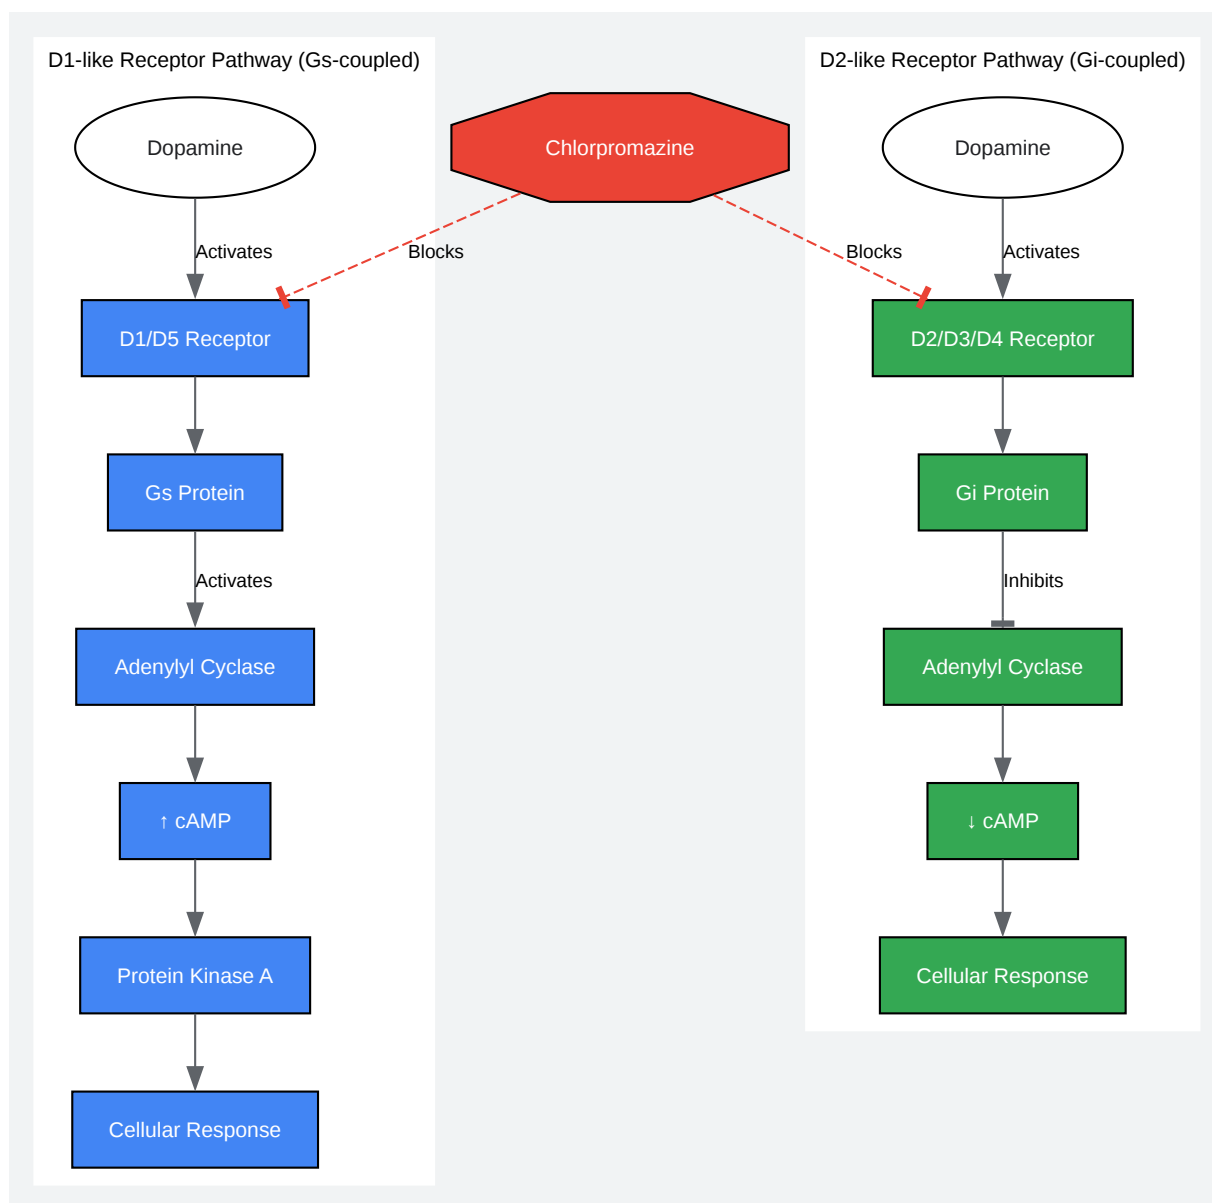 D1-like Receptor Pathway (Gs-coupled)
D2-like Receptor Pathway (Gi-coupled)
Dopamine
Chlorpromazine
Dopamine
Activates
Blocks
Blocks
Activates
D1/D5 Receptor
D2/D3/D4 Receptor
Gs Protein
Gi Protein
Activates
Inhibits
Adenylyl Cyclase
Adenylyl Cyclase
↑ cAMP
↓ cAMP
Protein Kinase A
Cellular Response
Cellular Response